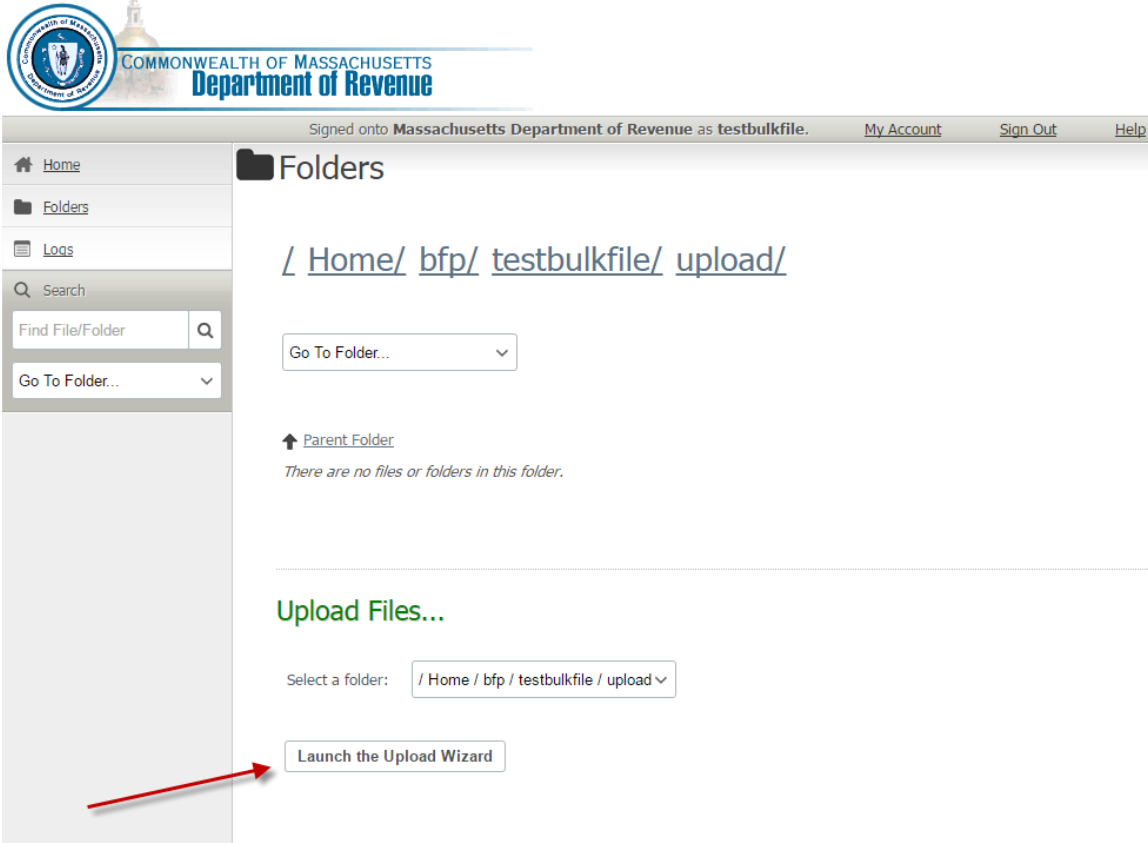 Commonwealth of Massachusetts
Department of Revenue
COMMONWEALTH OF MASSACHUSETTS
Department of Revenue
Signed onto Massachusetts Department of Revenue as testbulkfile. My Account Sign Out Help
Home
Folders
Logs
Search
Find File/Folder
Go To Folder...
Folders
/ Home/ bfp/ testbulkfile/ upload/
Go To Folder...
Parent Folder
There are no files or folders in this folder.
Upload Files...
Select a folder: / Home / bfp / testbulkfile / upload
Launch the Upload Wizard